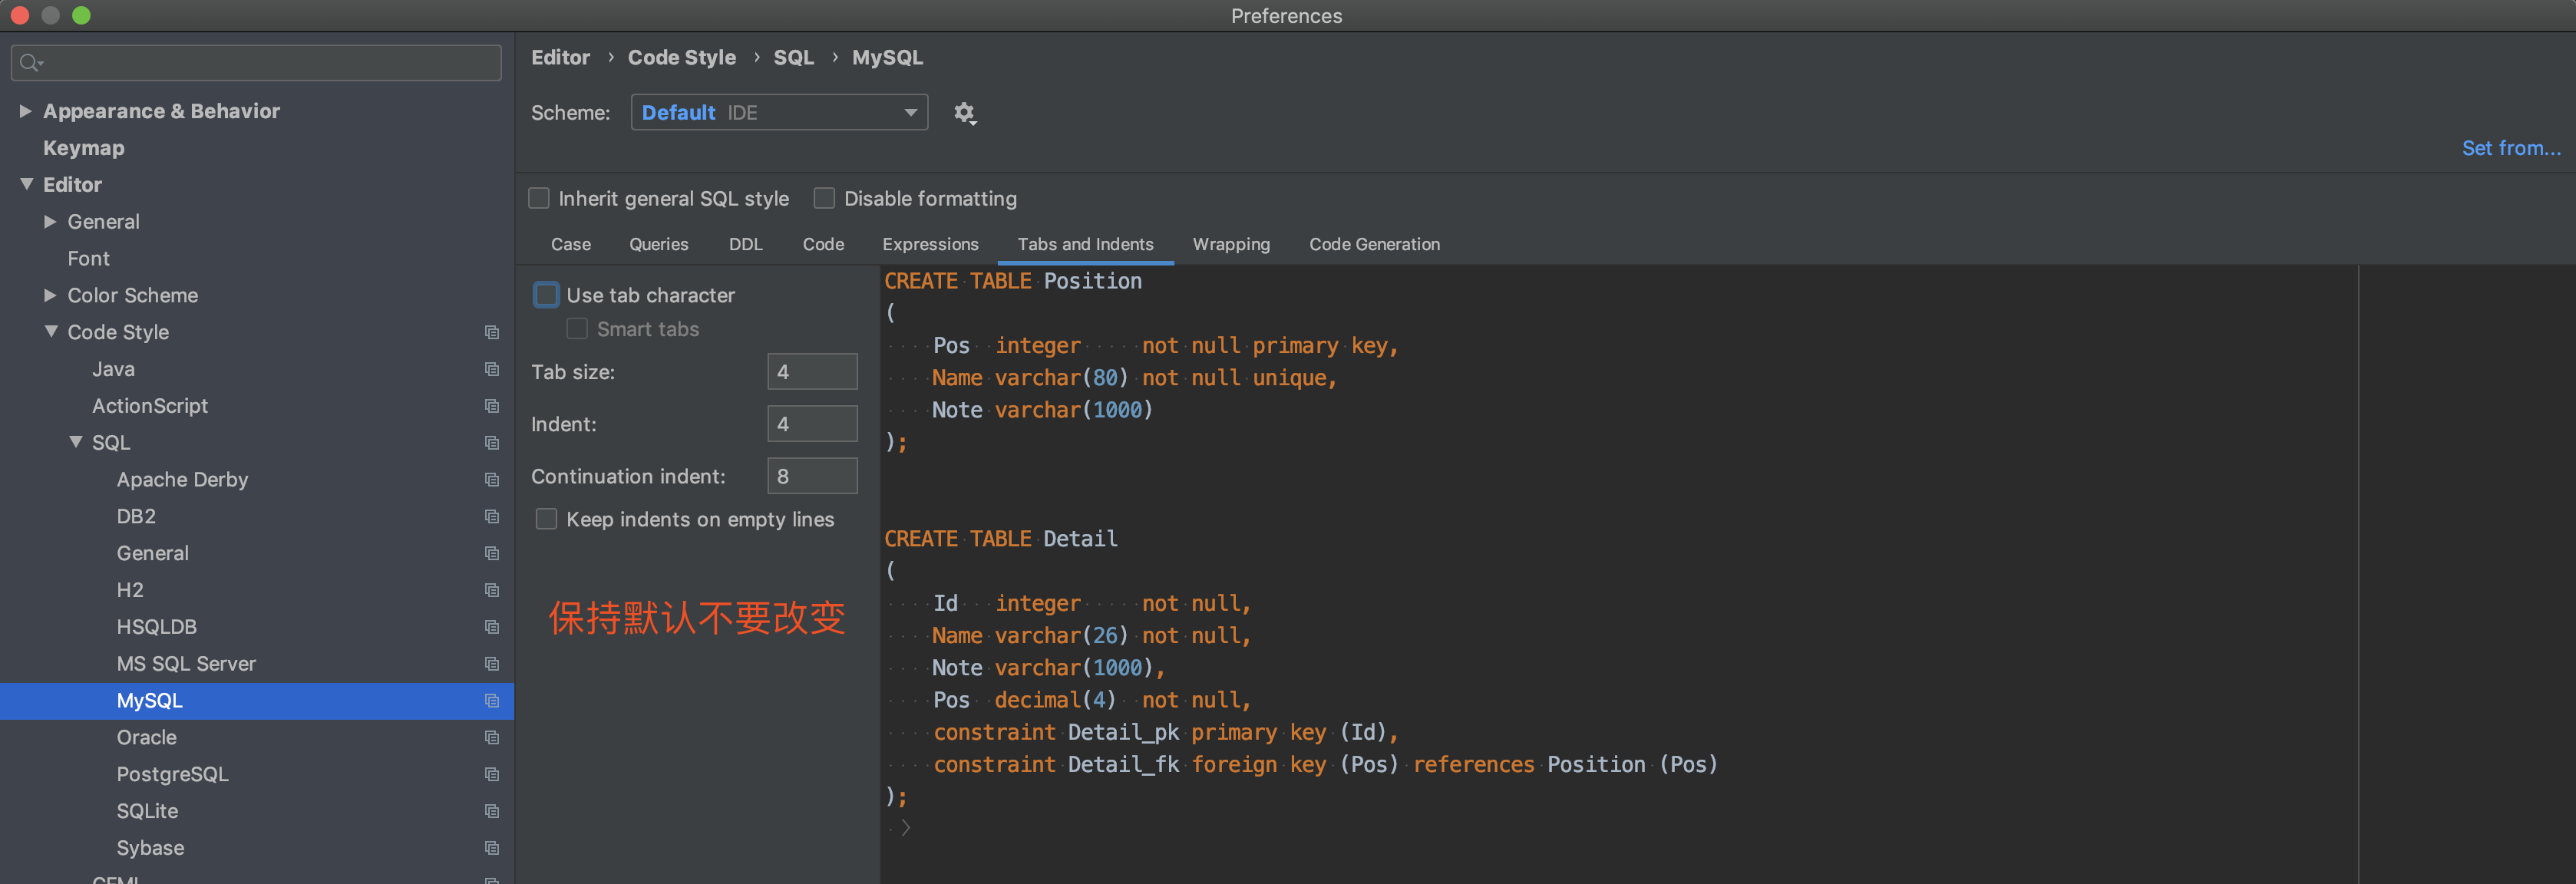 Preferences
Appearance & Behavior
Keymap
Editor
General
Font
Color Scheme
Code Style
Java
ActionScript
SQL
Apache Derby
DB2
General
H2
HSQLDB
MS SQL Server
MySQL
Oracle
PostgreSQL
SQLite
Sybase
Editor › Code Style › SQL › MySQL
Scheme: Default IDE
Set from...
Inherit general SQL style Disable formatting
Case Queries DDL Code Expressions Tabs and Indents Wrapping Code Generation
Use tab character
Smart tabs
Tab size: 4
Indent: 4
Continuation indent: 8
Keep indents on empty lines
保持默认不要改变
CREATE TABLE Position
(
    Pos  integer     not null primary key,
    Name varchar(80) not null unique,
    Note varchar(1000)
);
CREATE TABLE Detail
(
    Id   integer     not null,
    Name varchar(26) not null,
    Note varchar(1000),
    Pos  decimal(4)  not null,
    constraint Detail_pk primary key (Id),
    constraint Detail_fk foreign key (Pos) references Position (Pos)
);